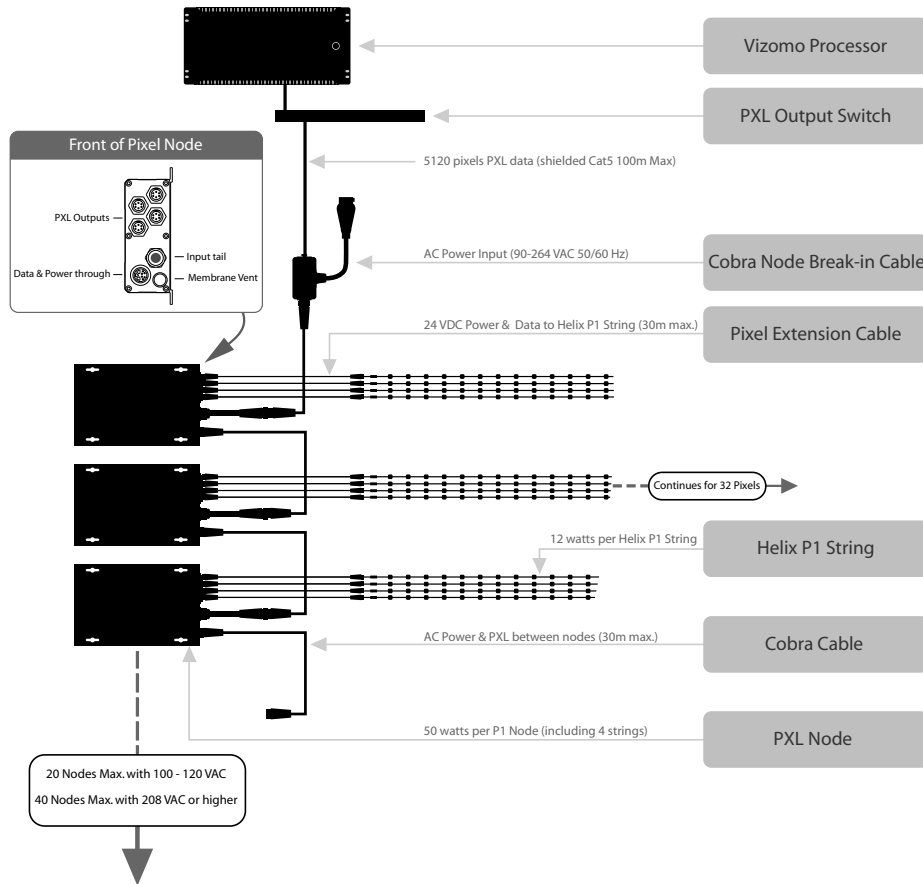 Vizomo Processor
PXL Output Switch
Front of Pixel Node
PXL Outputs
Input tail
Data & Power through
Membrane Vent
5120 pixels PXL data (shielded Cat5 100m Max)
AC Power Input (90-264 VAC 50/60 Hz)
Cobra Node Break-in Cable
24 VDC Power & Data to Helix P1 String (30m max.)
Pixel Extension Cable
Continues for 32 Pixels
12 watts per Helix P1 String
Helix P1 String
AC Power & PXL between nodes (30m max.)
Cobra Cable
50 watts per P1 Node (including 4 strings)
PXL Node
20 Nodes Max. with 100 - 120 VAC
40 Nodes Max. with 208 VAC or higher